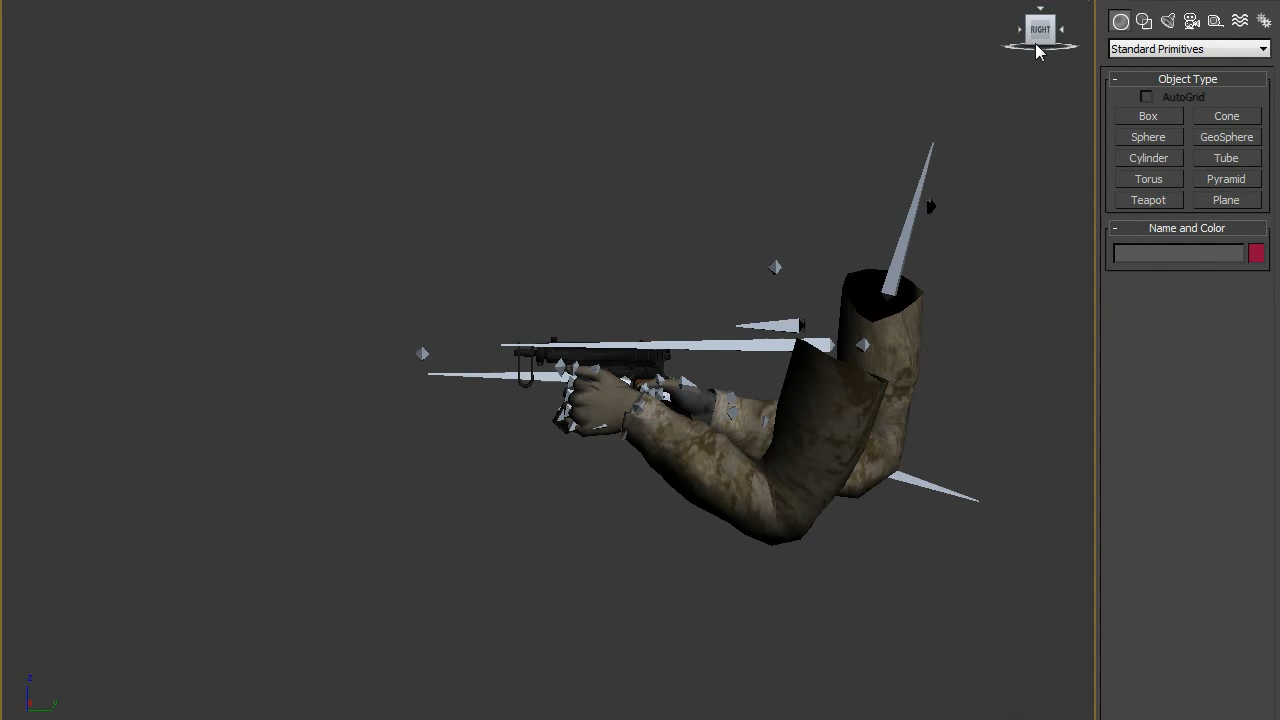 RIGHT
Standard Primitives
- Object Type
AutoGrid
Box Cone
Sphere GeoSphere
Cylinder Tube
Torus Pyramid
Teapot Plane
- Name and Color
z
y